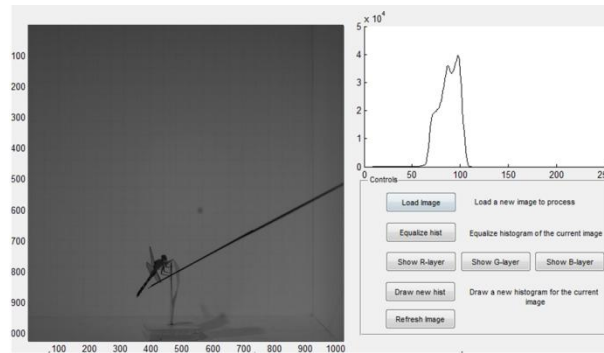 × 10⁴
5
4
3
2
1
0
0 50 100 150 200 250
100
200
300
400
500
600
700
800
900
000
100 200 300 400 500 600 700 800 900 1000
Controls
Load Image Load a new image to process
Equalize hist Equalize histogram of the current image
Show R-layer Show G-layer Show B-layer
Draw new hist Draw a new histogram for the current
image
Refresh Image